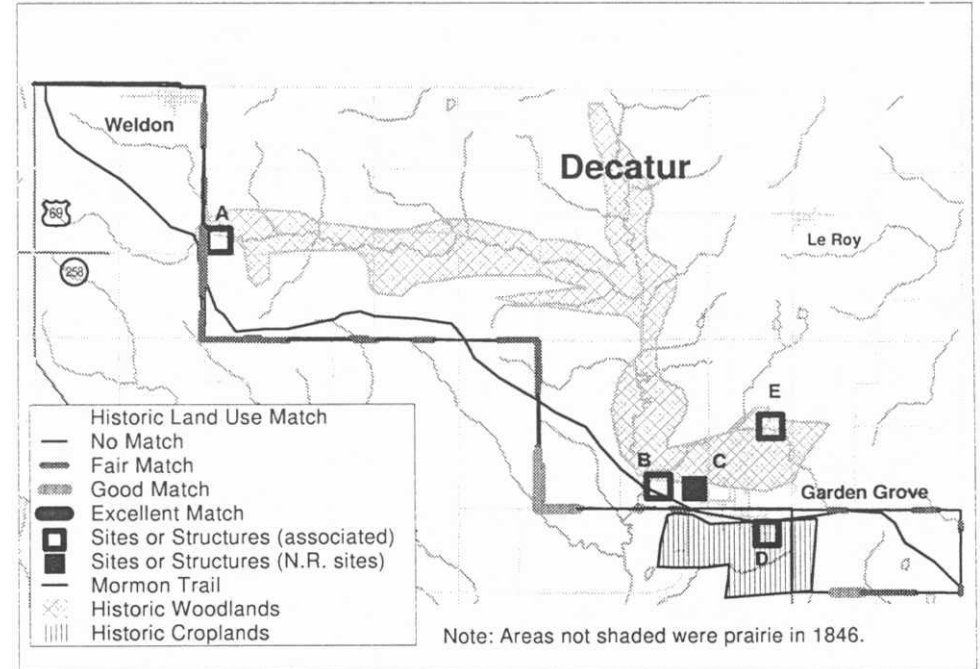 Weldon
Decatur
A
69
Le Roy
258
E
B
C
Garden Grove
D
Historic Land Use Match
No Match
Fair Match
Good Match
Excellent Match
Sites or Structures (associated)
Sites or Structures (N.R. sites)
Mormon Trail
Historic Woodlands
Historic Croplands
Note: Areas not shaded were prairie in 1846.